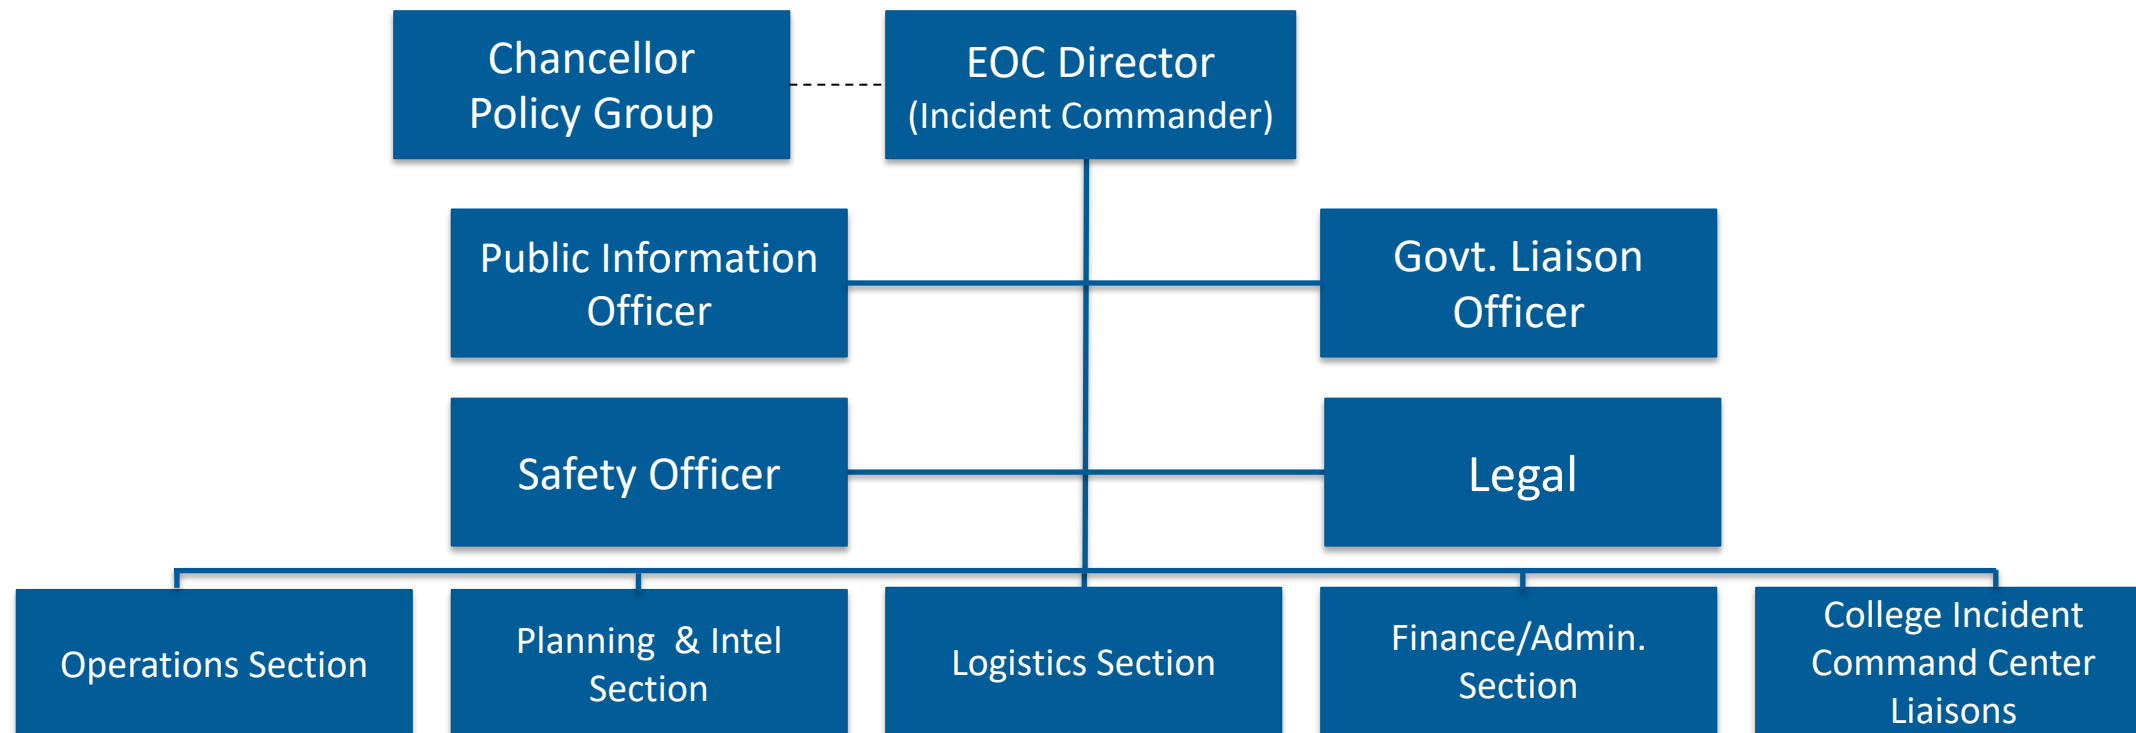 Chancellor
Policy Group
EOC Director
(Incident Commander)
Public Information
Officer
Govt. Liaison
Officer
Safety Officer
Legal
Operations Section
Planning  & Intel
Section
Logistics Section
Finance/Admin.
Section
College Incident
Command Center
Liaisons